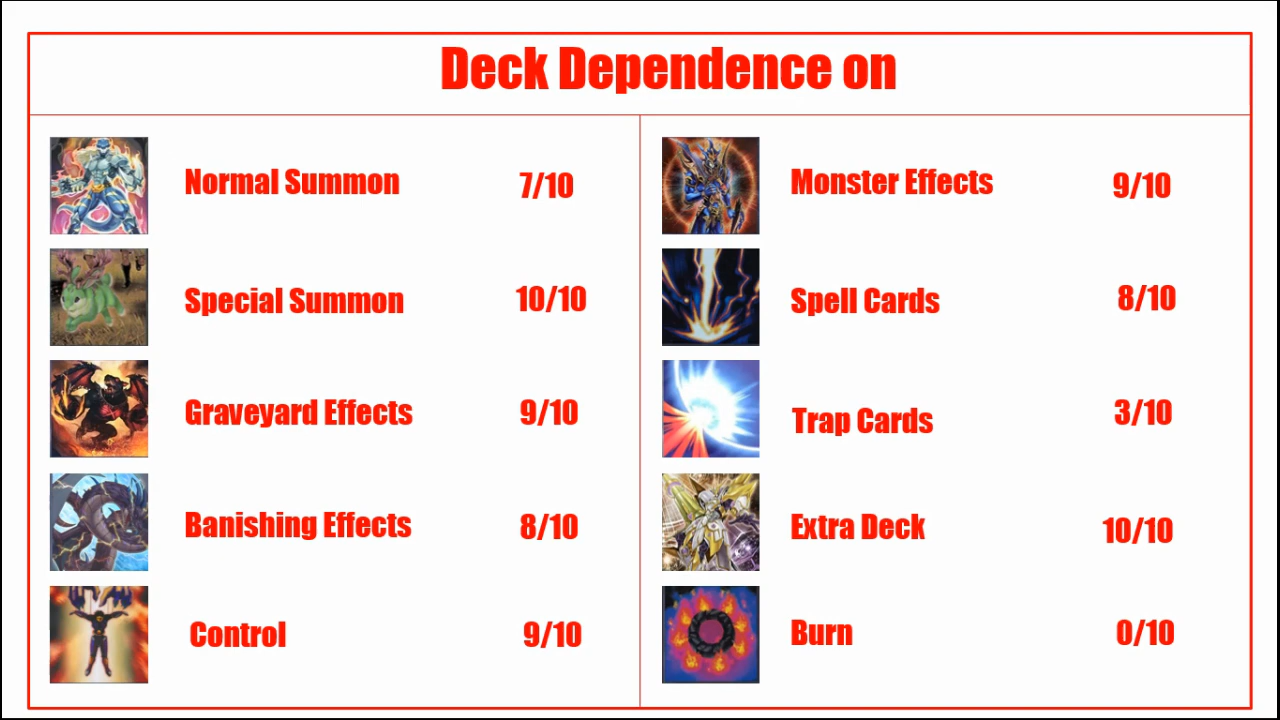 Deck Dependence on
Normal Summon 7/10
Special Summon 10/10
Graveyard Effects 9/10
Banishing Effects 8/10
Control 9/10
Monster Effects 9/10
Spell Cards 8/10
Trap Cards 3/10
Extra Deck 10/10
Burn 0/10